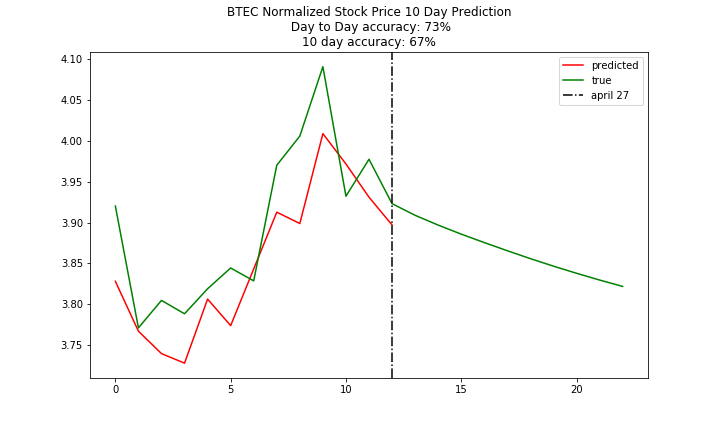 BTEC Normalized Stock Price 10 Day Prediction
Day to Day accuracy: 73%
10 day accuracy: 67%
predicted
true
april 27
4.10
4.05
4.00
3.95
3.90
3.85
3.80
3.75
0
5
10
15
20